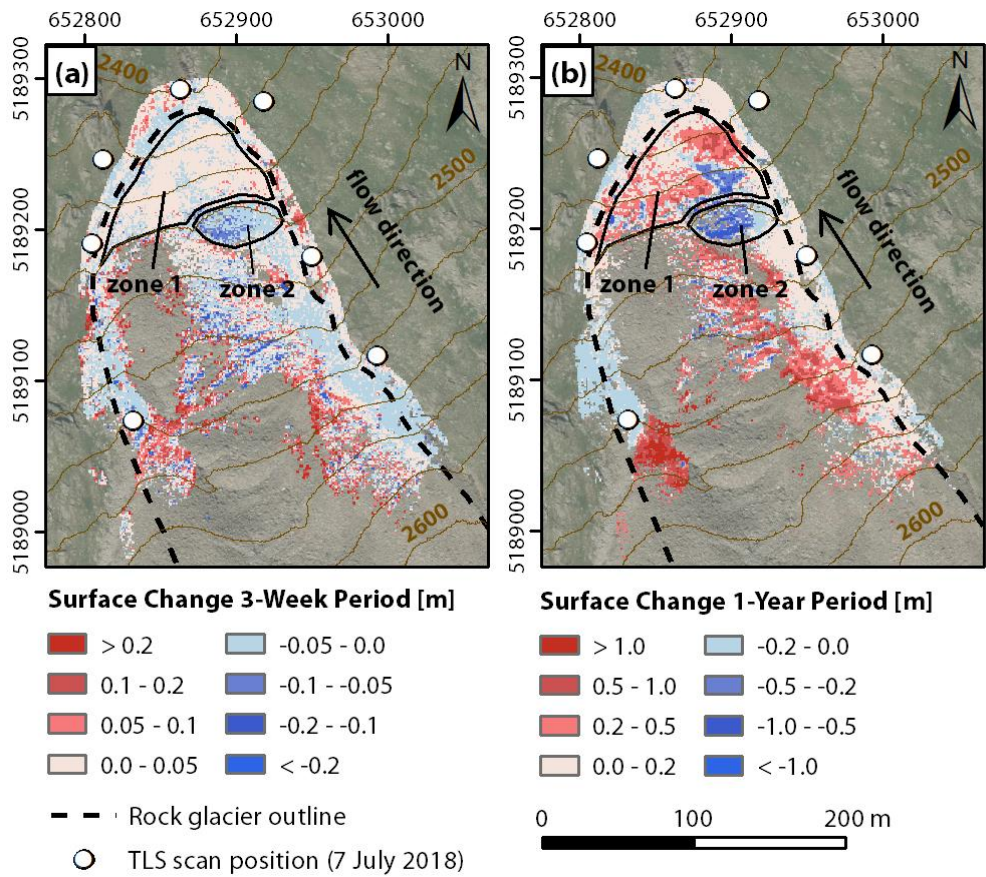 652800 652900 653000 652800 652900 653000
5189300
5189200
5189100
5189000
(a)
2400
N
2500
flow direction
zone 1
zone 2
2600
5189300
5189200
5189100
5189000
(b)
2400
N
2500
flow direction
zone 1
zone 2
2600
Surface Change 3-Week Period [m]
> 0.2
0.1 - 0.2
0.05 - 0.1
0.0 - 0.05
-0.05 - 0.0
-0.1 - -0.05
-0.2 - -0.1
< -0.2
Rock glacier outline
TLS scan position (7 July 2018)
Surface Change 1-Year Period [m]
> 1.0
0.5 - 1.0
0.2 - 0.5
0.0 - 0.2
-0.2 - 0.0
-0.5 - -0.2
-1.0 - -0.5
< -1.0
0 100 200 m